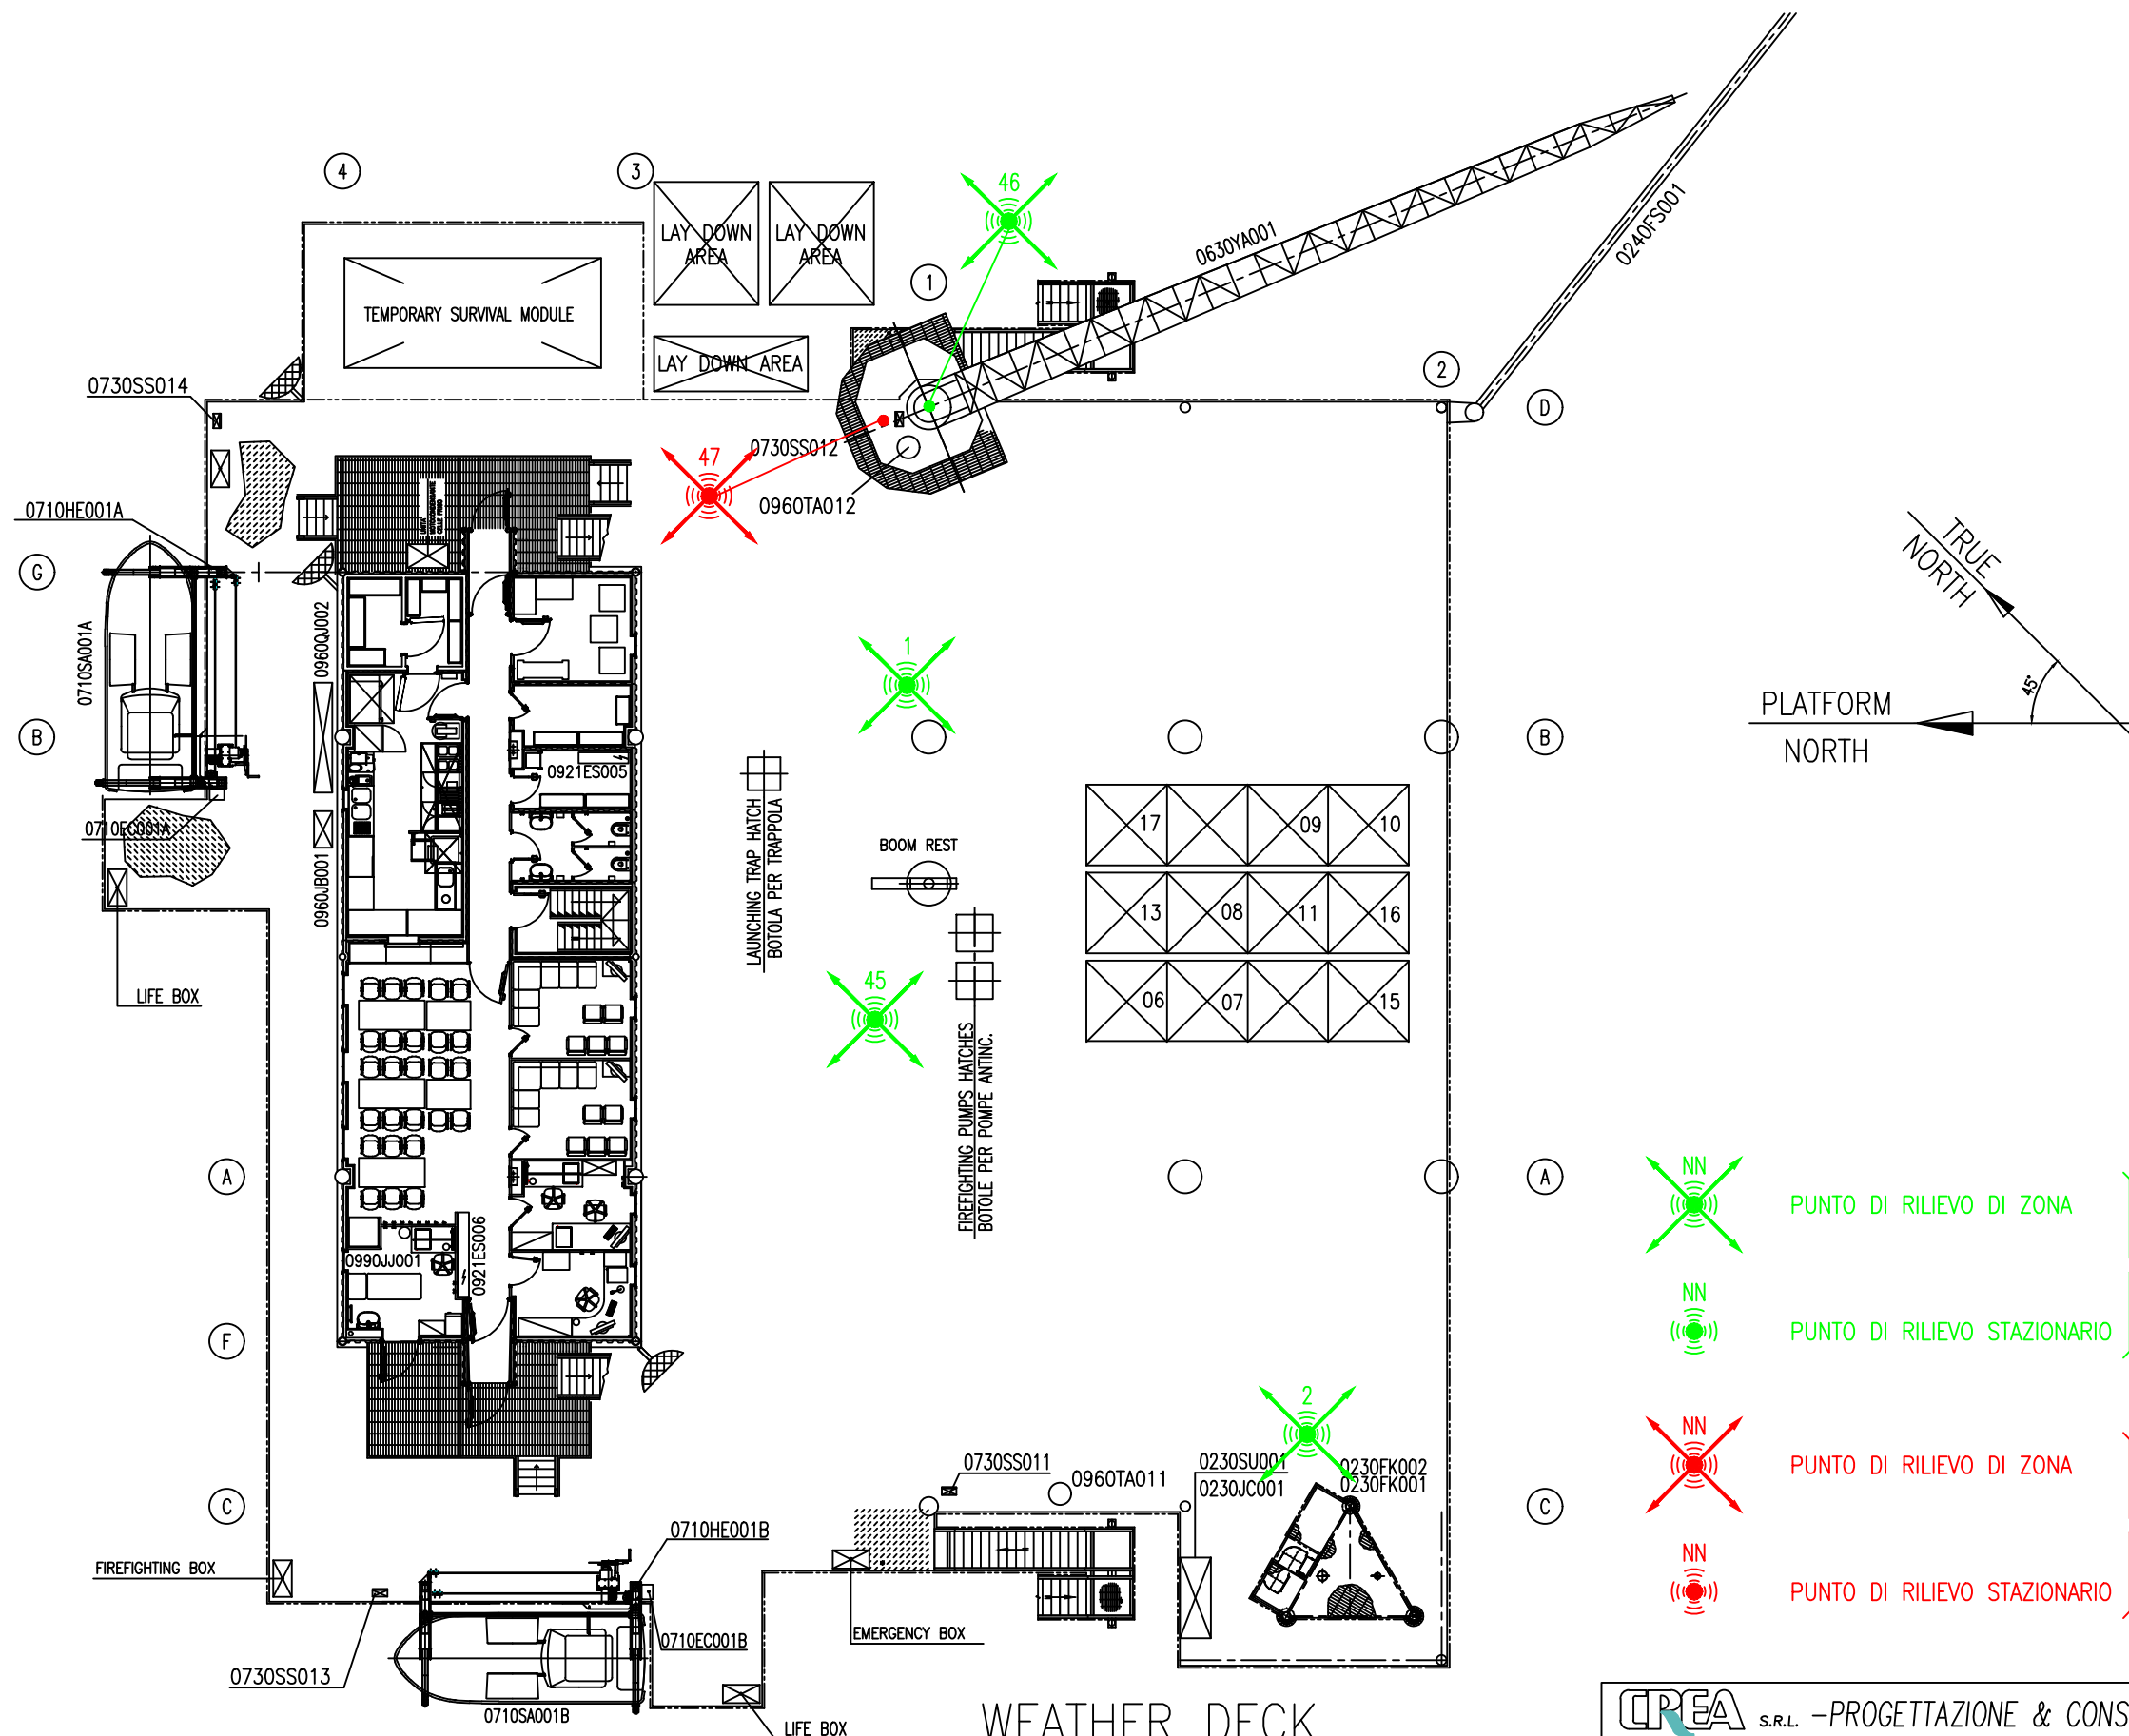 4
3
46
LAY DOWN
AREA
LAY DOWN
AREA
1
0630YA001
0240FS001
TEMPORARY SURVIVAL MODULE
LAY DOWN AREA
2
0730SS014
D
47
0730SS012
0960TA012
0710HE001A
TRUE
NORTH
G
0710SA001A
0960QJ002
1
45°
PLATFORM
NORTH
B
B
0921ES005
LAUNCHING TRAP HATCH
BOTOLA PER TRAPPOLA
0710EC001A
0960JB001
BOOM REST
17
09
10
13
08
11
16
06
07
15
LIFE BOX
45
FIREFIGHTING PUMPS HATCHES
BOTOLE PER POMPE ANTINC.
A
A
NN
PUNTO DI RILIEVO DI ZONA
0990JJ001
0921ES006
NN
PUNTO DI RILIEVO STAZIONARIO
F
2
NN
PUNTO DI RILIEVO DI ZONA
0730SS011
0960TA011
0230SU001
0230JC001
0230FK002
0230FK001
C
C
0710HE001B
NN
PUNTO DI RILIEVO STAZIONARIO
FIREFIGHTING BOX
0710EC001B
EMERGENCY BOX
0730SS013
0710SA001B
LIFE BOX
WEATHER DECK
CREA S.R.L. -PROGETTAZIONE & CONS